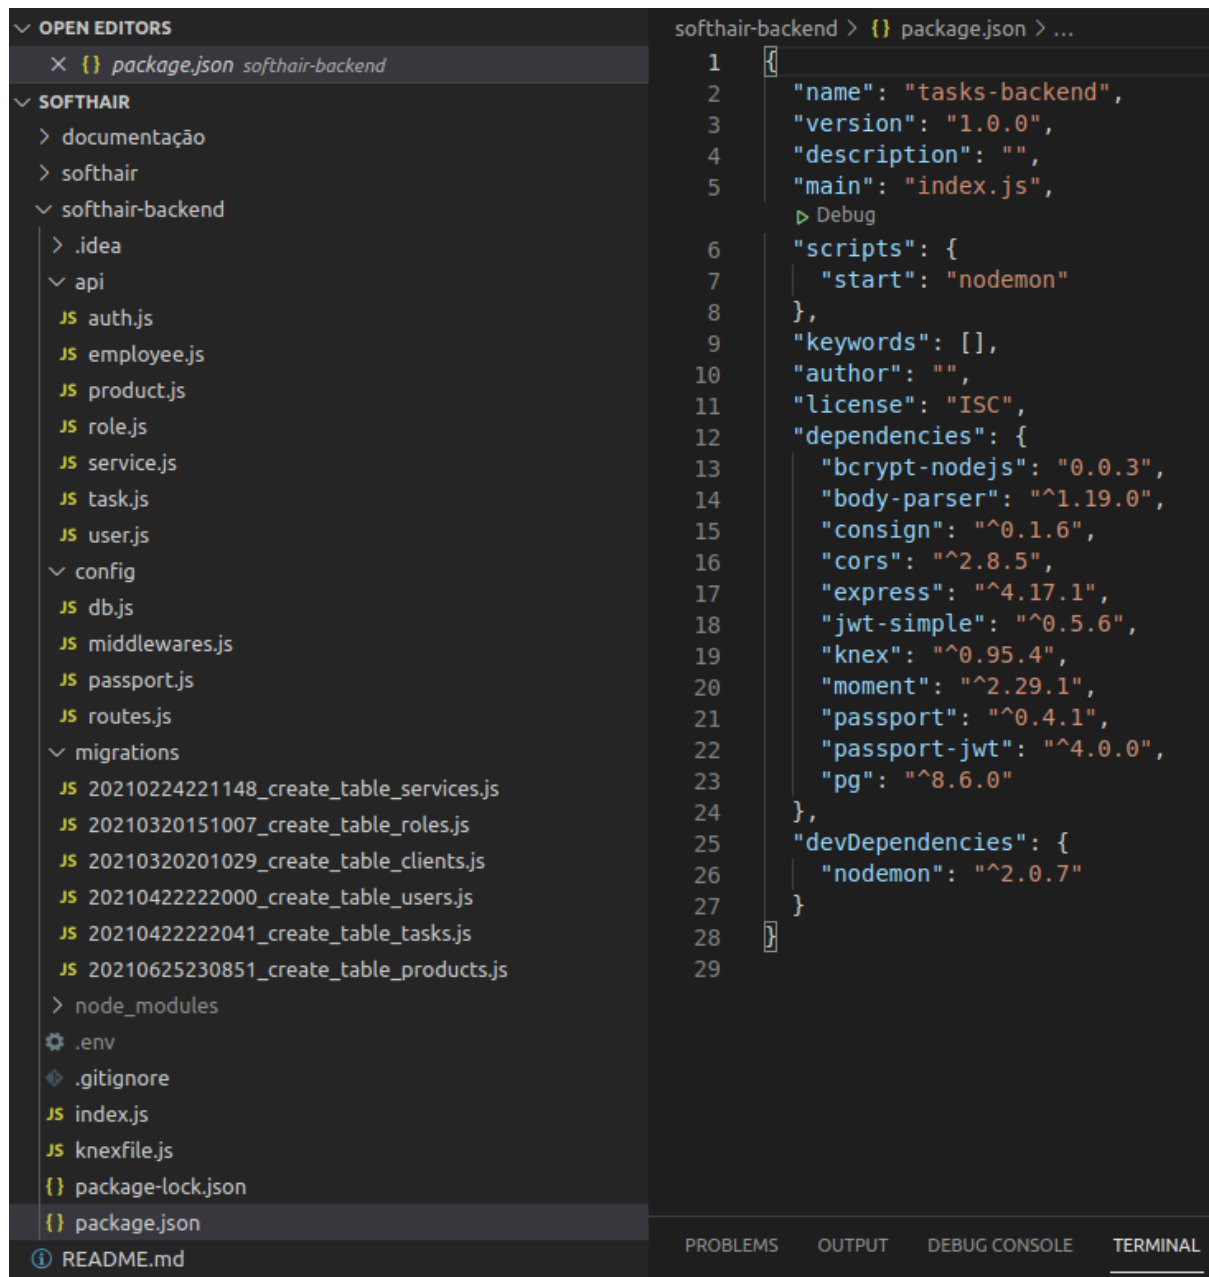 OPEN EDITORS
package.json softhair-backend
SOFTHAIR
documentação
softhair
softhair-backend
.idea
api
JS auth.js
JS employee.js
JS product.js
JS role.js
JS service.js
JS task.js
JS user.js
config
JS db.js
JS middlewares.js
JS passport.js
JS routes.js
migrations
JS 20210224221148_create_table_services.js
JS 20210320151007_create_table_roles.js
JS 20210320201029_create_table_clients.js
JS 20210422222000_create_table_users.js
JS 20210422222041_create_table_tasks.js
JS 20210625230851_create_table_products.js
node_modules
.env
.gitignore
JS index.js
JS knexfile.js
{} package-lock.json
{} package.json
README.md
softhair-backend > {} package.json > ...
1 {
2 "name": "tasks-backend",
3 "version": "1.0.0",
4 "description": "",
5 "main": "index.js",
Debug
6 "scripts": {
7 "start": "nodemon"
8 },
9 "keywords": [],
10 "author": "",
11 "license": "ISC",
12 "dependencies": {
13 "bcrypt-nodejs": "0.0.3",
14 "body-parser": "^1.19.0",
15 "consign": "^0.1.6",
16 "cors": "^2.8.5",
17 "express": "^4.17.1",
18 "jwt-simple": "^0.5.6",
19 "knex": "^0.95.4",
20 "moment": "^2.29.1",
21 "passport": "^0.4.1",
22 "passport-jwt": "^4.0.0",
23 "pg": "^8.6.0"
24 },
25 "devDependencies": {
26 "nodemon": "^2.0.7"
27 }
28 }
29
PROBLEMS OUTPUT DEBUG CONSOLE TERMINAL